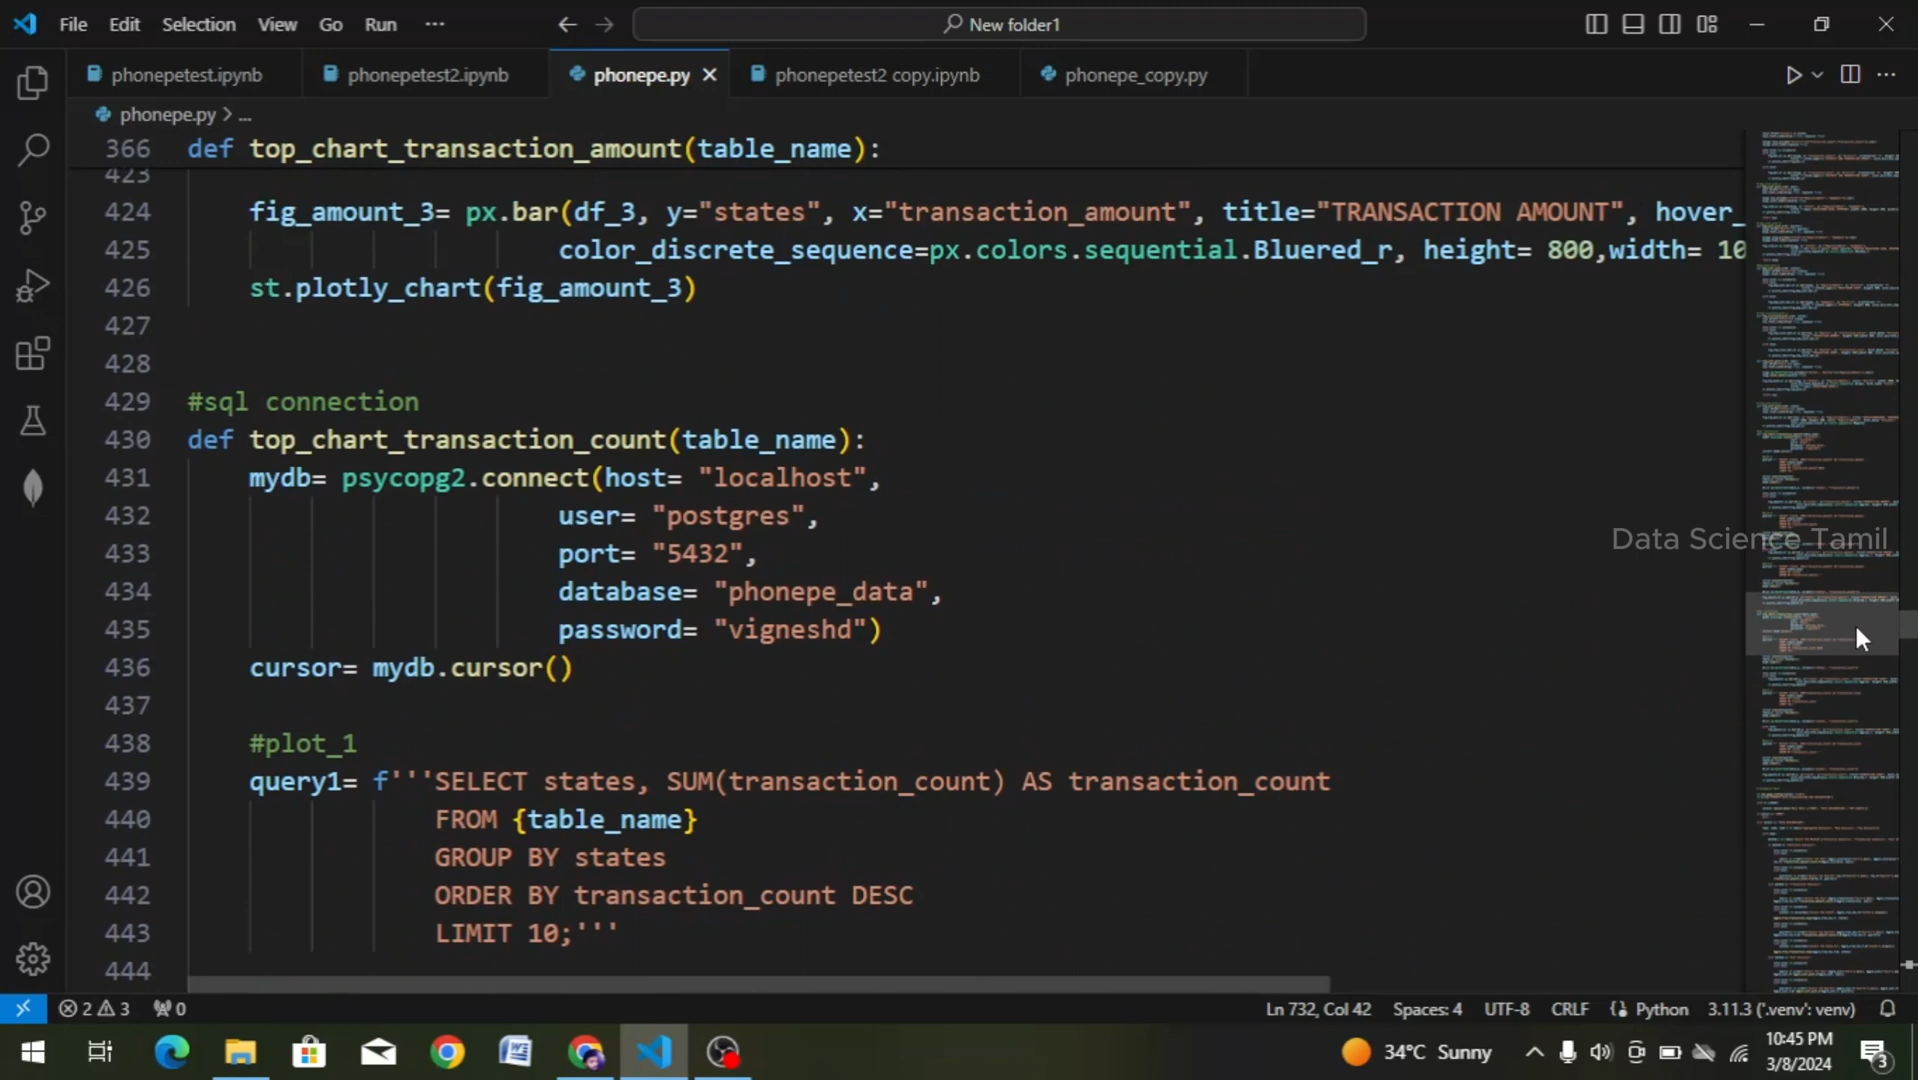 File Edit Selection View Go Run ... New folder1
phonepetest.ipynb phonepetest2.ipynb phonepe.py phonepetest2 copy.ipynb phonepe_copy.py
phonepe.py > ...
366 def top_chart_transaction_amount(table_name):
423
424 fig_amount_3= px.bar(df_3, y="states", x="transaction_amount", title="TRANSACTION AMOUNT", hover_
425 color_discrete_sequence=px.colors.sequential.Bluered_r, height= 800,width= 10
426 st.plotly_chart(fig_amount_3)
427
428
429 #sql connection
430 def top_chart_transaction_count(table_name):
431 mydb= psycopg2.connect(host= "localhost",
432 user= "postgres",
433 port= "5432",
Data Science Tamil
434 database= "phonepe_data",
435 password= "vigneshd")
436 cursor= mydb.cursor()
437
438 #plot_1
439 query1= f'''SELECT states, SUM(transaction_count) AS transaction_count
440 FROM {table_name}
441 GROUP BY states
442 ORDER BY transaction_count DESC
443 LIMIT 10;'''
444
2 3 0 Ln 732, Col 42 Spaces: 4 UTF-8 CRLF Python 3.11.3 ('.venv': venv)
34°C Sunny
10:45 PM
3/8/2024
3